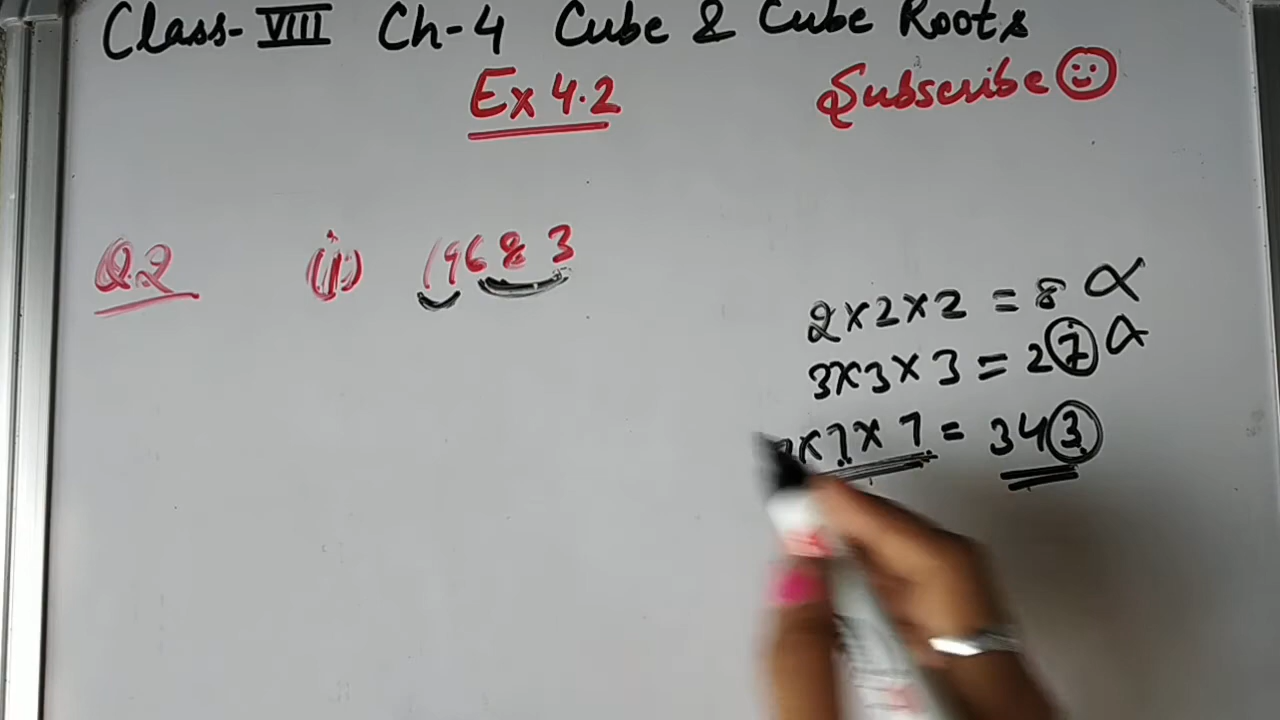 Class-VIII Ch-4 Cube & Cube Roots
Ex 4.2
Subscribe
Q.2 (i) 19683
2×2×2 = 8
3×3×3 = 27
×7×7 = 343